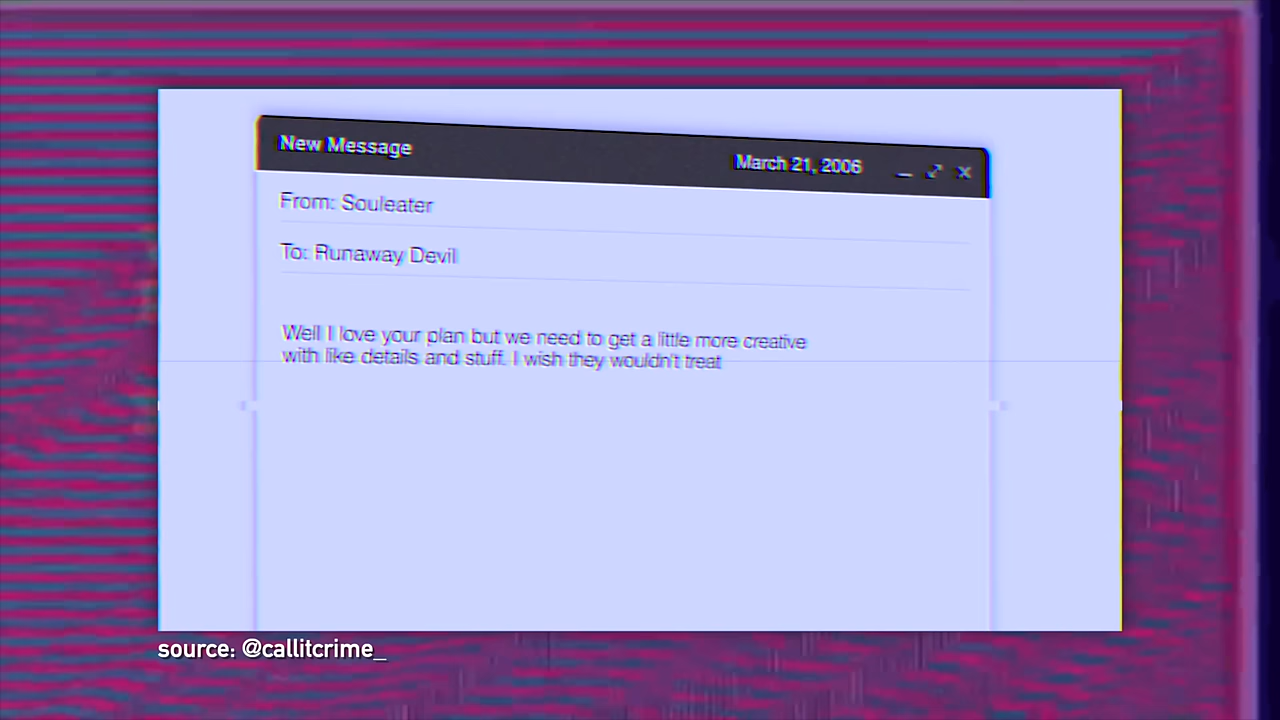 New Message
March 21, 2006
From: Souleater
To: Runaway Devil
Well I love your plan but we need to get a little more creative
with like details and stuff. I wish they wouldn't treat
source: @callitcrime_